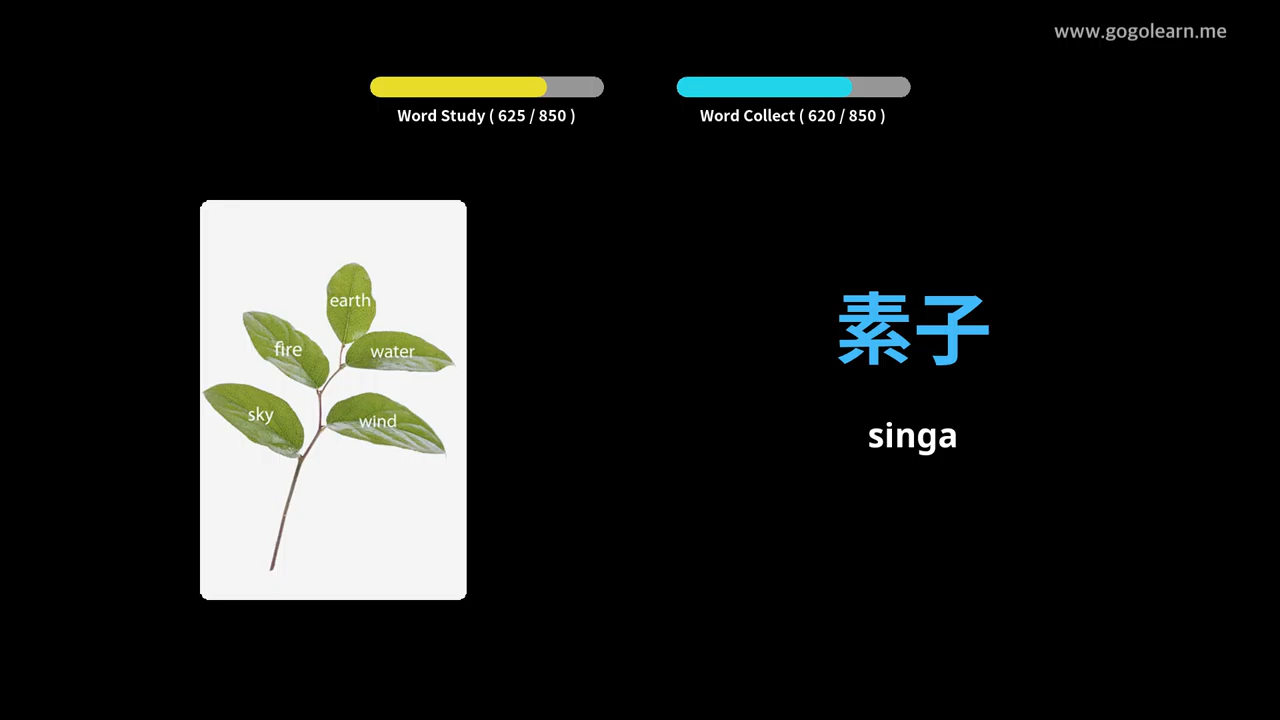 www.gogolearn.me
Word Study ( 625 / 850 )
Word Collect ( 620 / 850 )
earth
fire
water
sky
wind
素子
singa